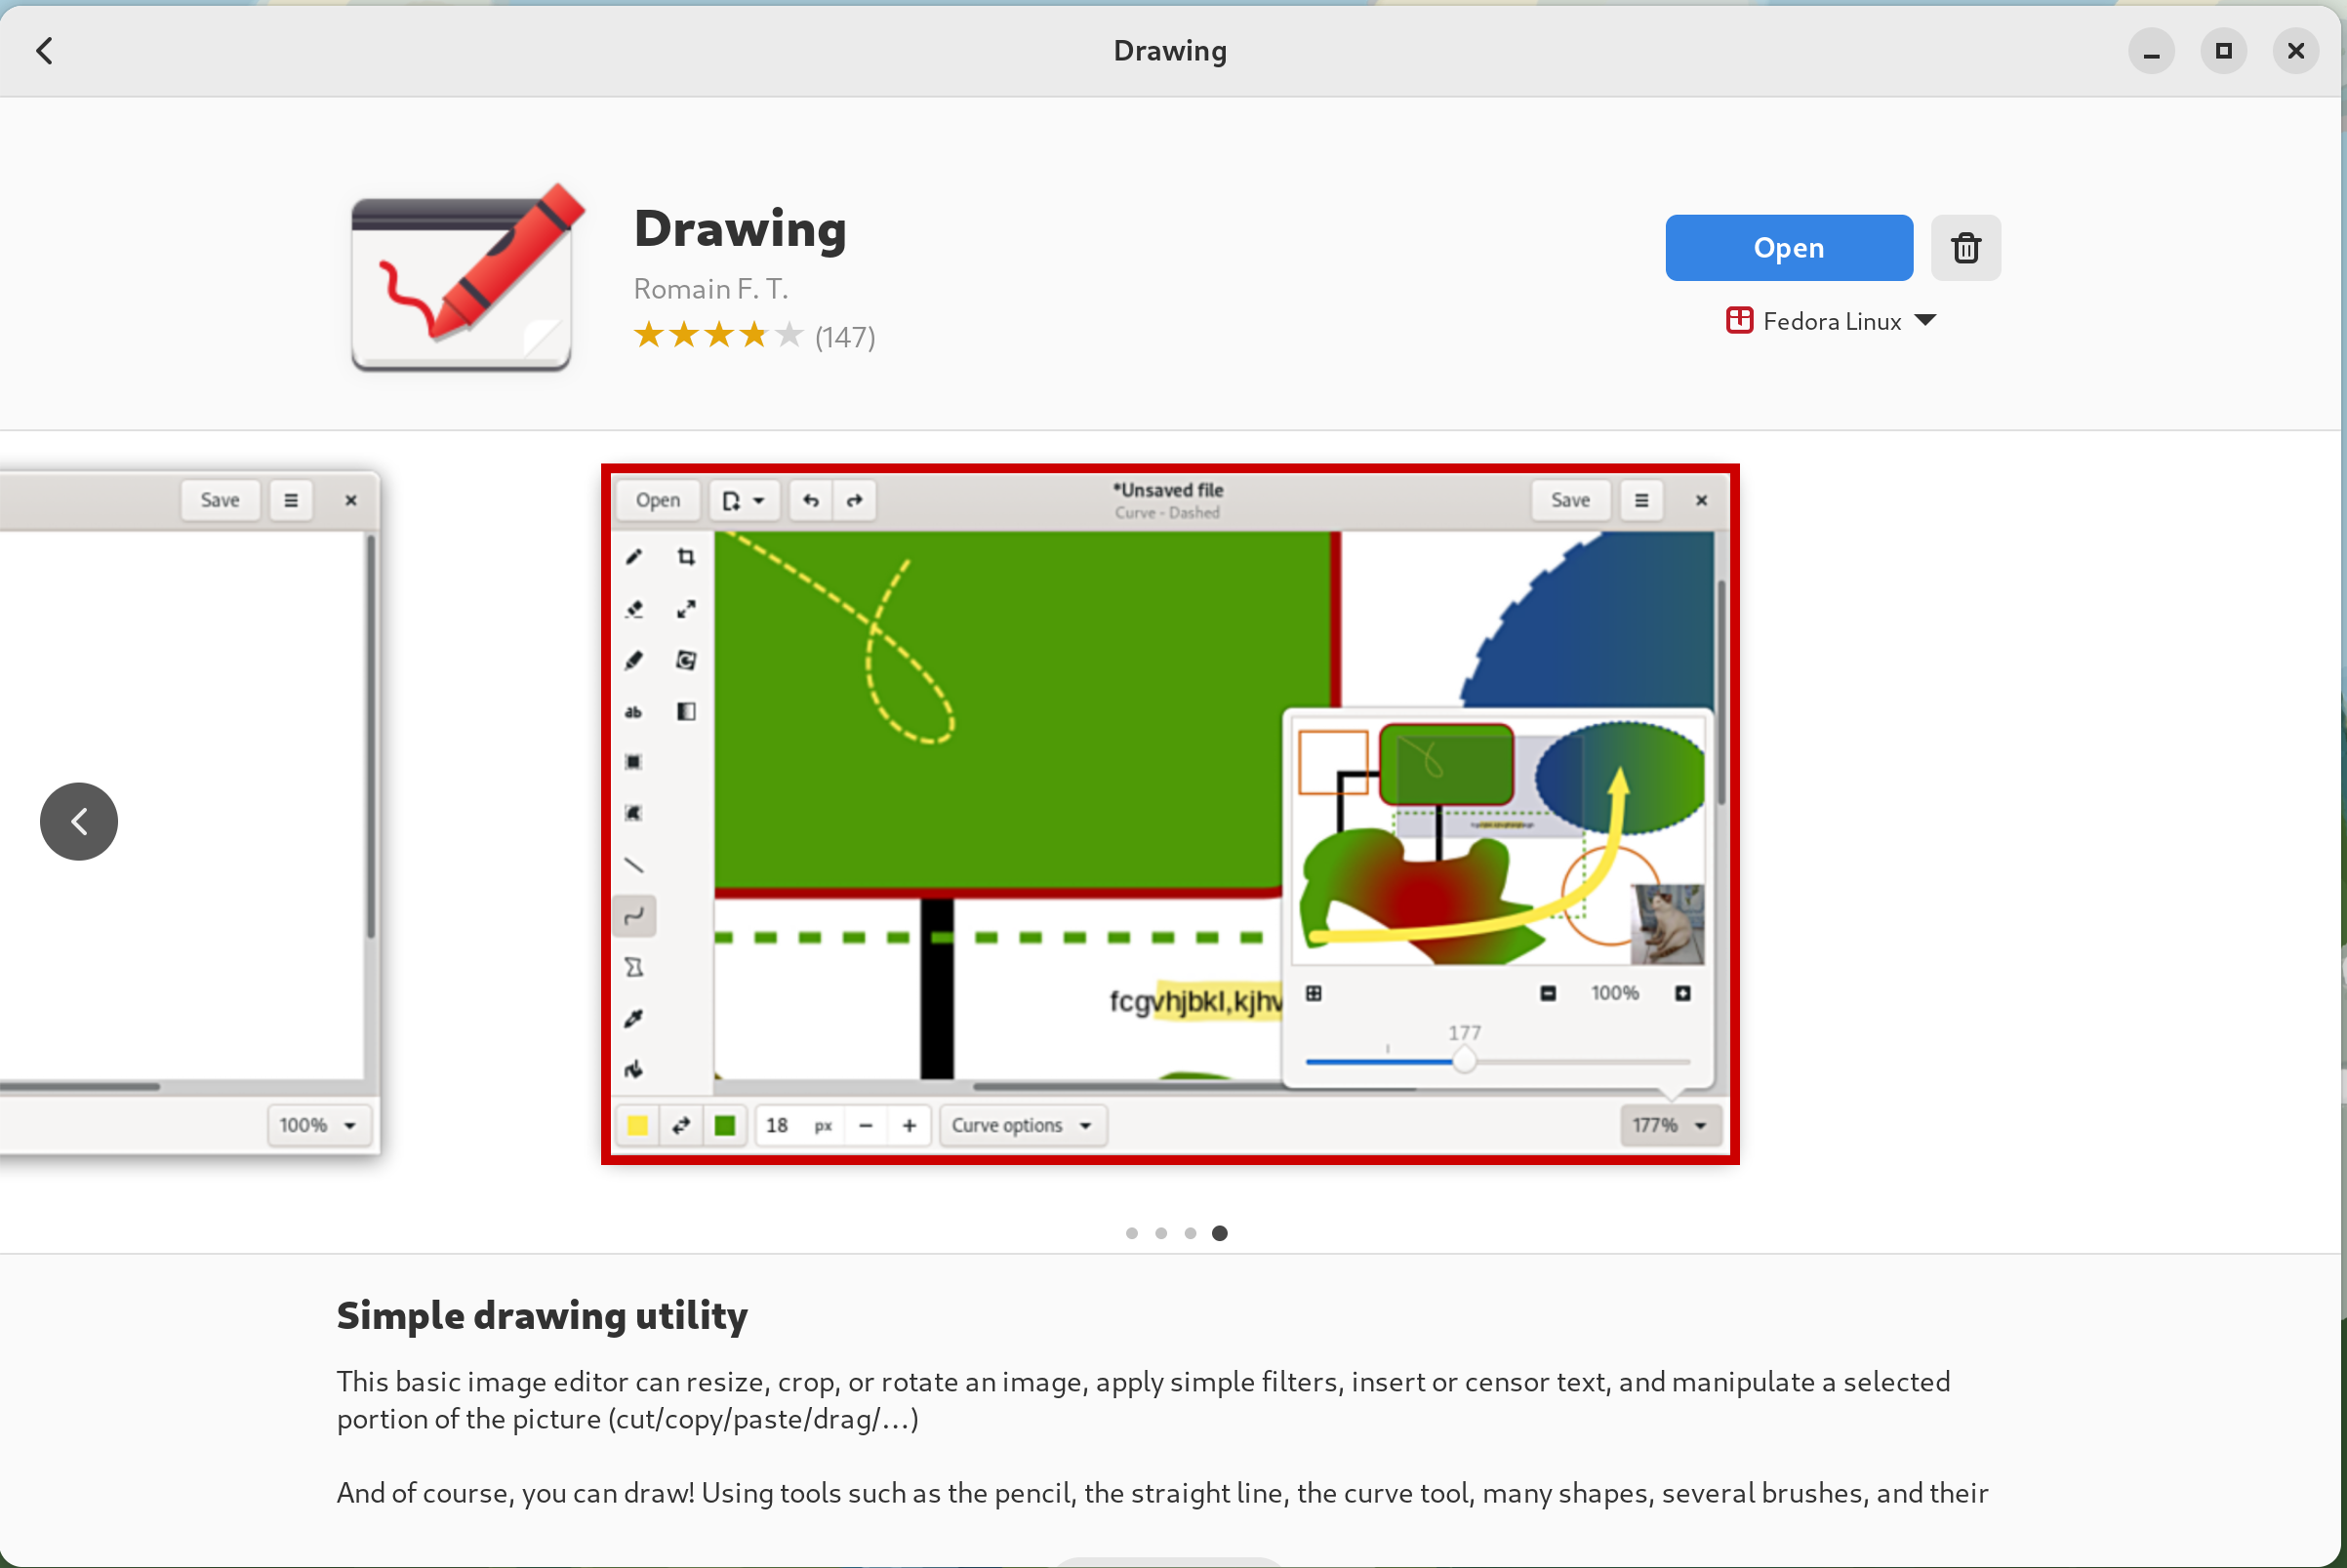 Drawing
Drawing
Romain F. T.
(147)
Open
Fedora Linux
Save
100%
Open
*Unsaved file
Curve - Dashed
Save
ab
fcgvhjbkl,kjhv
100%
177
18 px
Curve options
177%
Simple drawing utility
This basic image editor can resize, crop, or rotate an image, apply simple filters, insert or censor text, and manipulate a selected
portion of the picture (cut/copy/paste/drag/…)
And of course, you can draw! Using tools such as the pencil, the straight line, the curve tool, many shapes, several brushes, and their